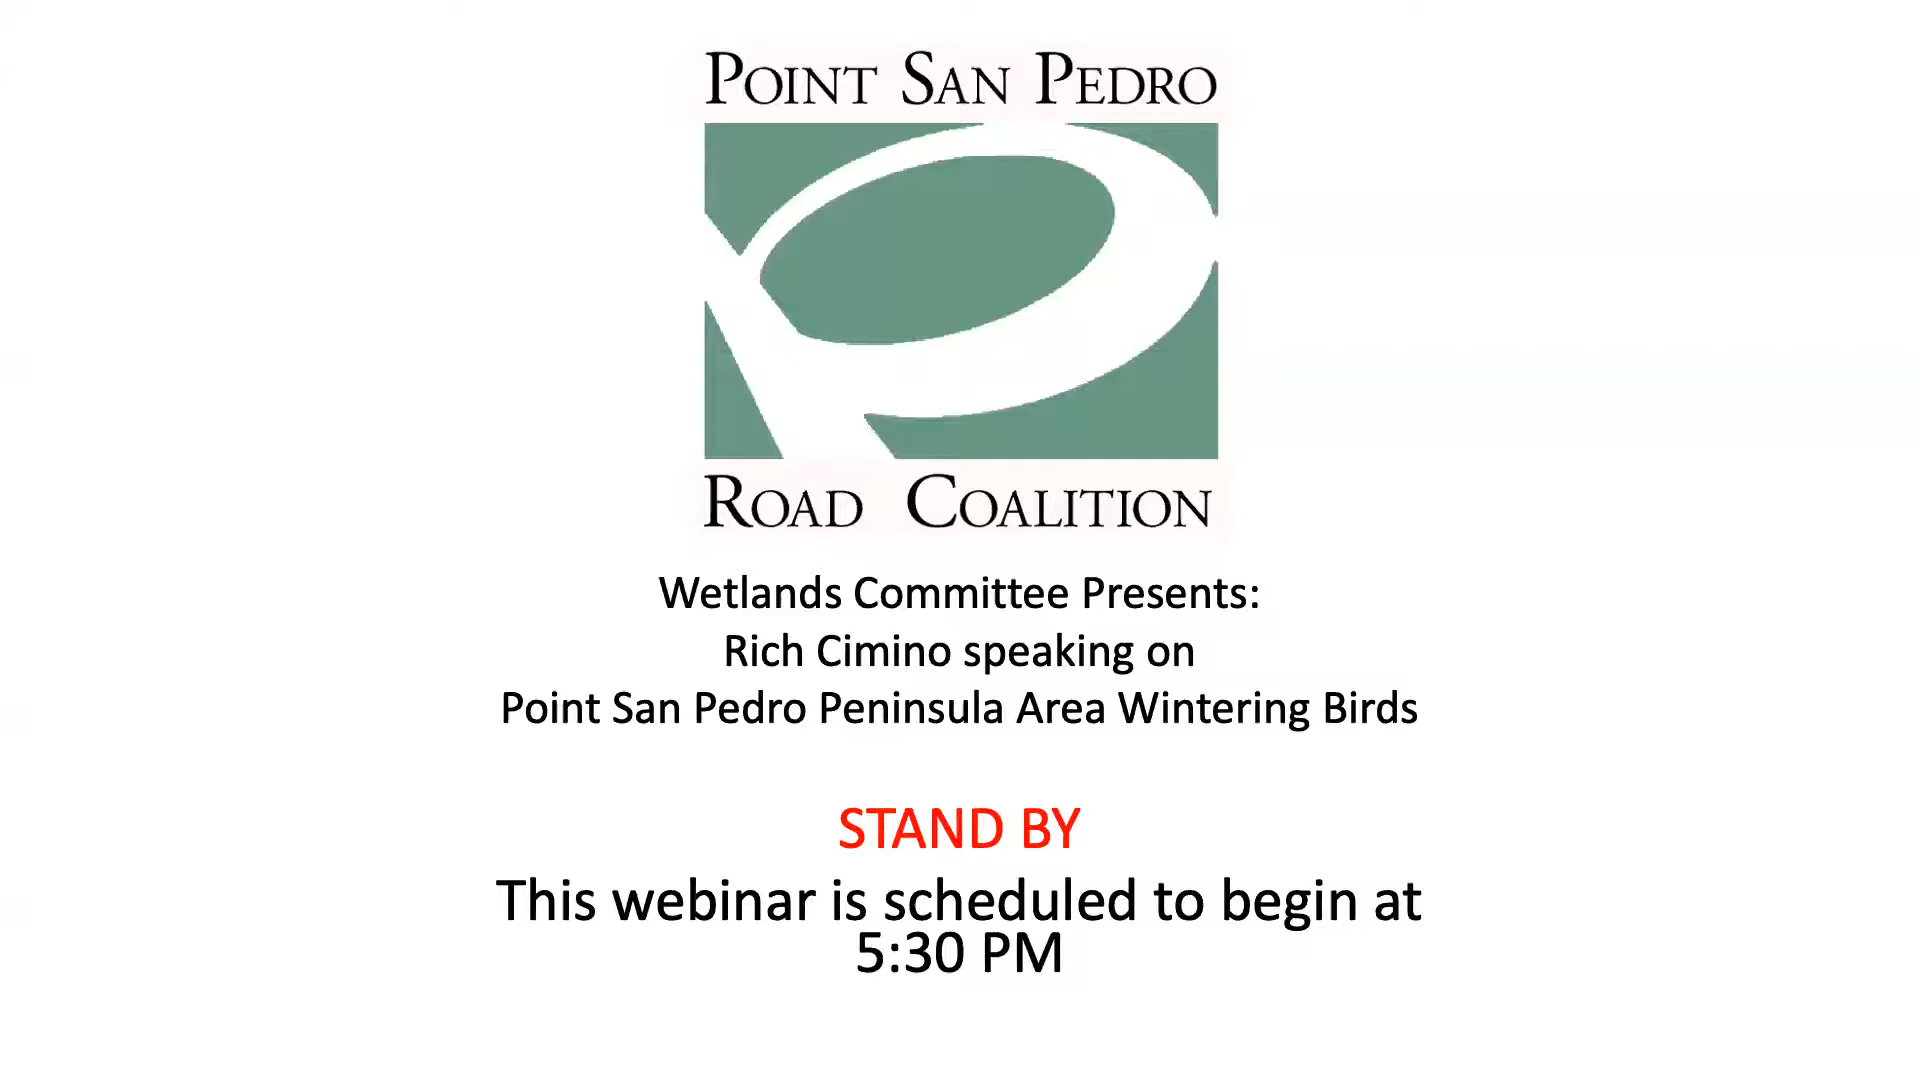 POINT SAN PEDRO
ROAD COALITION
Wetlands Committee Presents:
Rich Cimino speaking on
Point San Pedro Peninsula Area Wintering Birds
STAND BY
This webinar is scheduled to begin at
5:30 PM